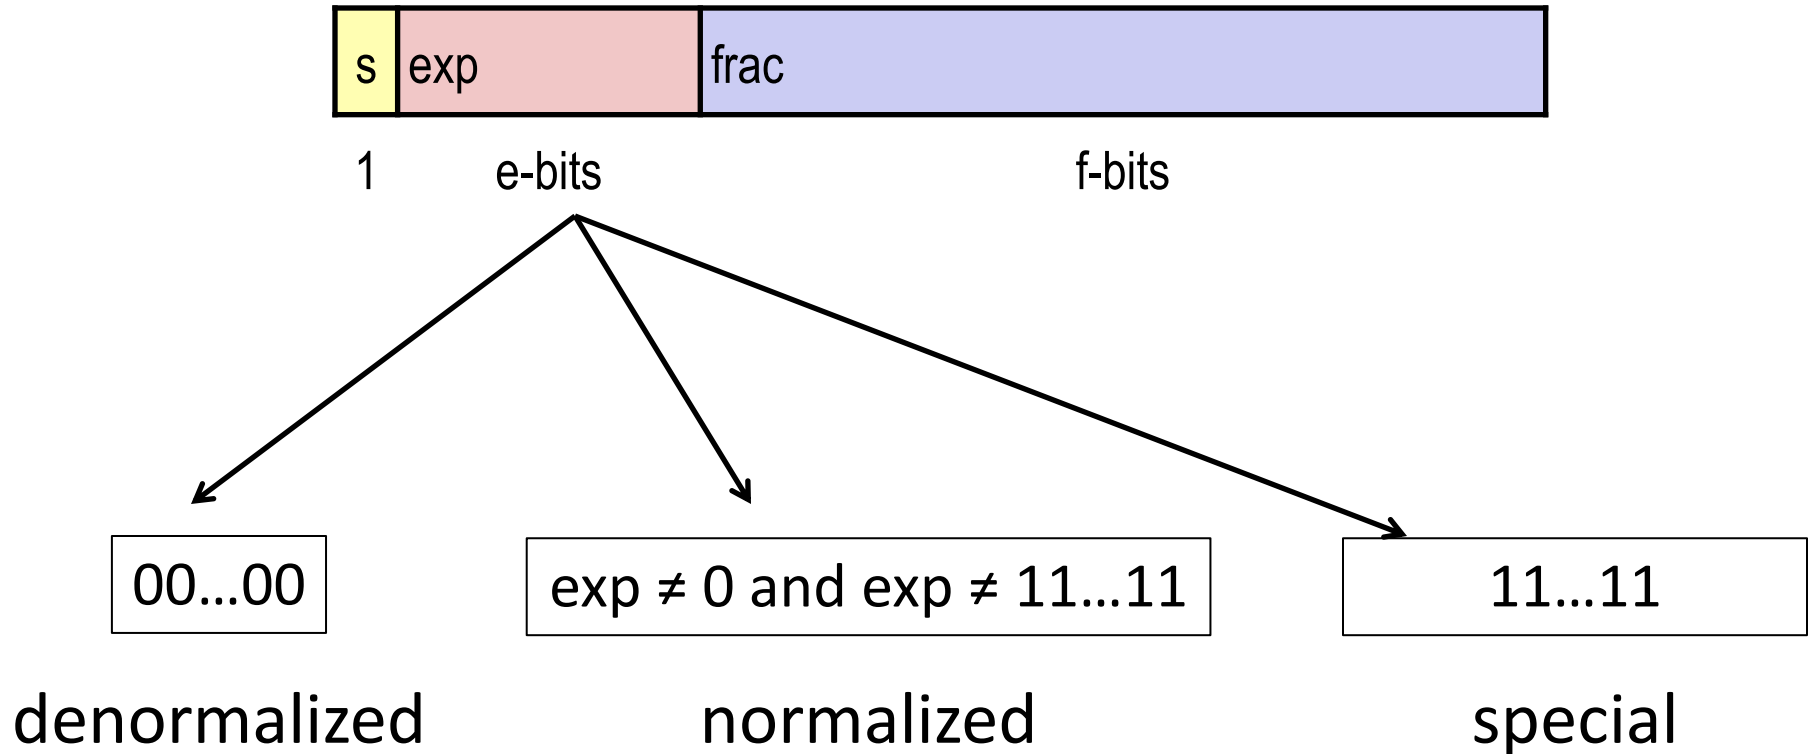 s exp frac
1 e-bits f-bits
00...00 exp ≠ 0 and exp ≠ 11...11 11...11
denormalized normalized special